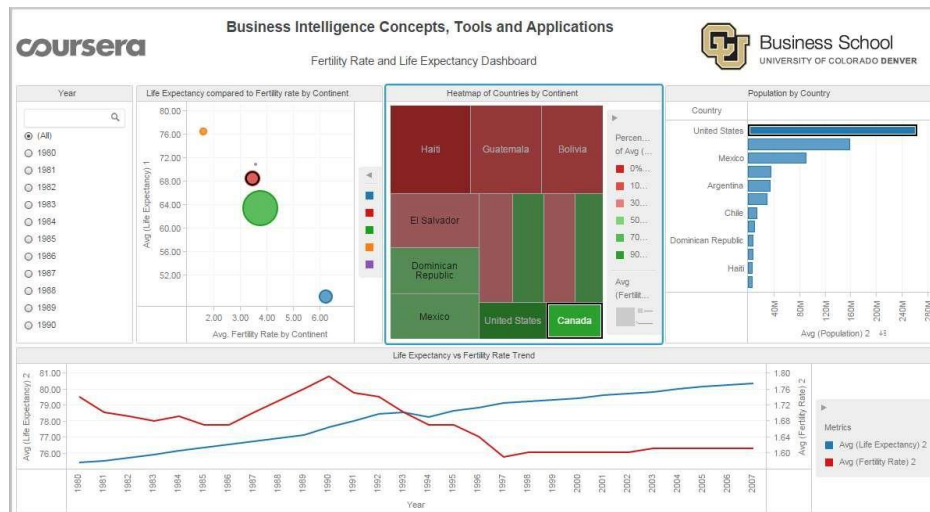 coursera
Business Intelligence Concepts, Tools and Applications
Fertility Rate and Life Expectancy Dashboard
CU
Business School
UNIVERSITY OF COLORADO DENVER
Year
(All)
1980
1981
1982
1983
1984
1985
1986
1987
1988
1989
1990
Life Expectancy compared to Fertility rate by Continent
Avg (Life Expectancy) 1
80.00
76.00
72.00
68.00
64.00
60.00
56.00
52.00
2.00 3.00 4.00 5.00 6.00
Avg. Fertility Rate by Continent
Heatmap of Countries by Continent
Haiti
Guatemala
Bolivia
El Salvador
Dominican
Republic
Mexico
United States
Canada
Percen...
of Avg (...
0%...
10...
30...
50...
70...
90...
Avg
(Fertilit...
Population by Country
Country
United States
Mexico
Argentina
Chile
Dominican Republic
Haiti
40M 80M 120M 160M 200M 240M 280M
Avg (Population) 2
Life Expectancy vs Fertility Rate Trend
Avg (Life Expectancy) 2
81.00
80.00
79.00
78.00
77.00
76.00
1980 1981 1982 1983 1984 1985 1986 1987 1988 1989 1990 1991 1992 1993 1994 1995 1996 1997 1998 1999 2000 2001 2002 2003 2004 2005 2006 2007
Year
1.80
1.76
1.72
1.68
1.64
1.60
Avg (Fertility Rate) 2
Metrics
Avg (Life Expectancy) 2
Avg (Fertility Rate) 2